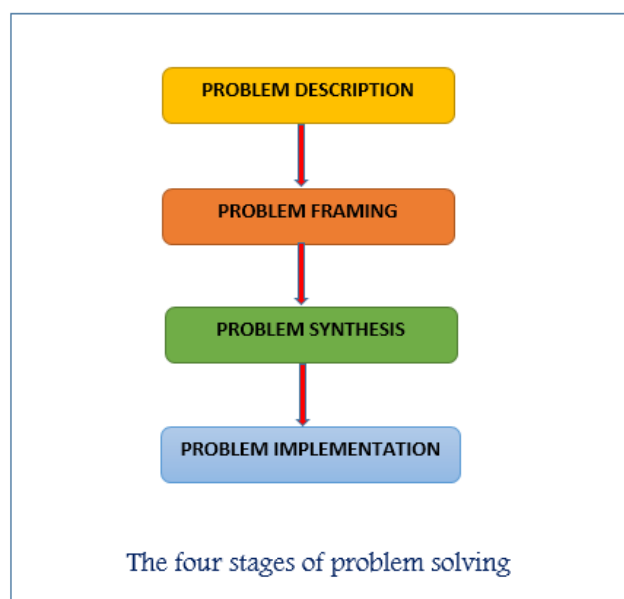 PROBLEM DESCRIPTION
PROBLEM FRAMING
PROBLEM SYNTHESIS
PROBLEM IMPLEMENTATION
The four stages of problem solving